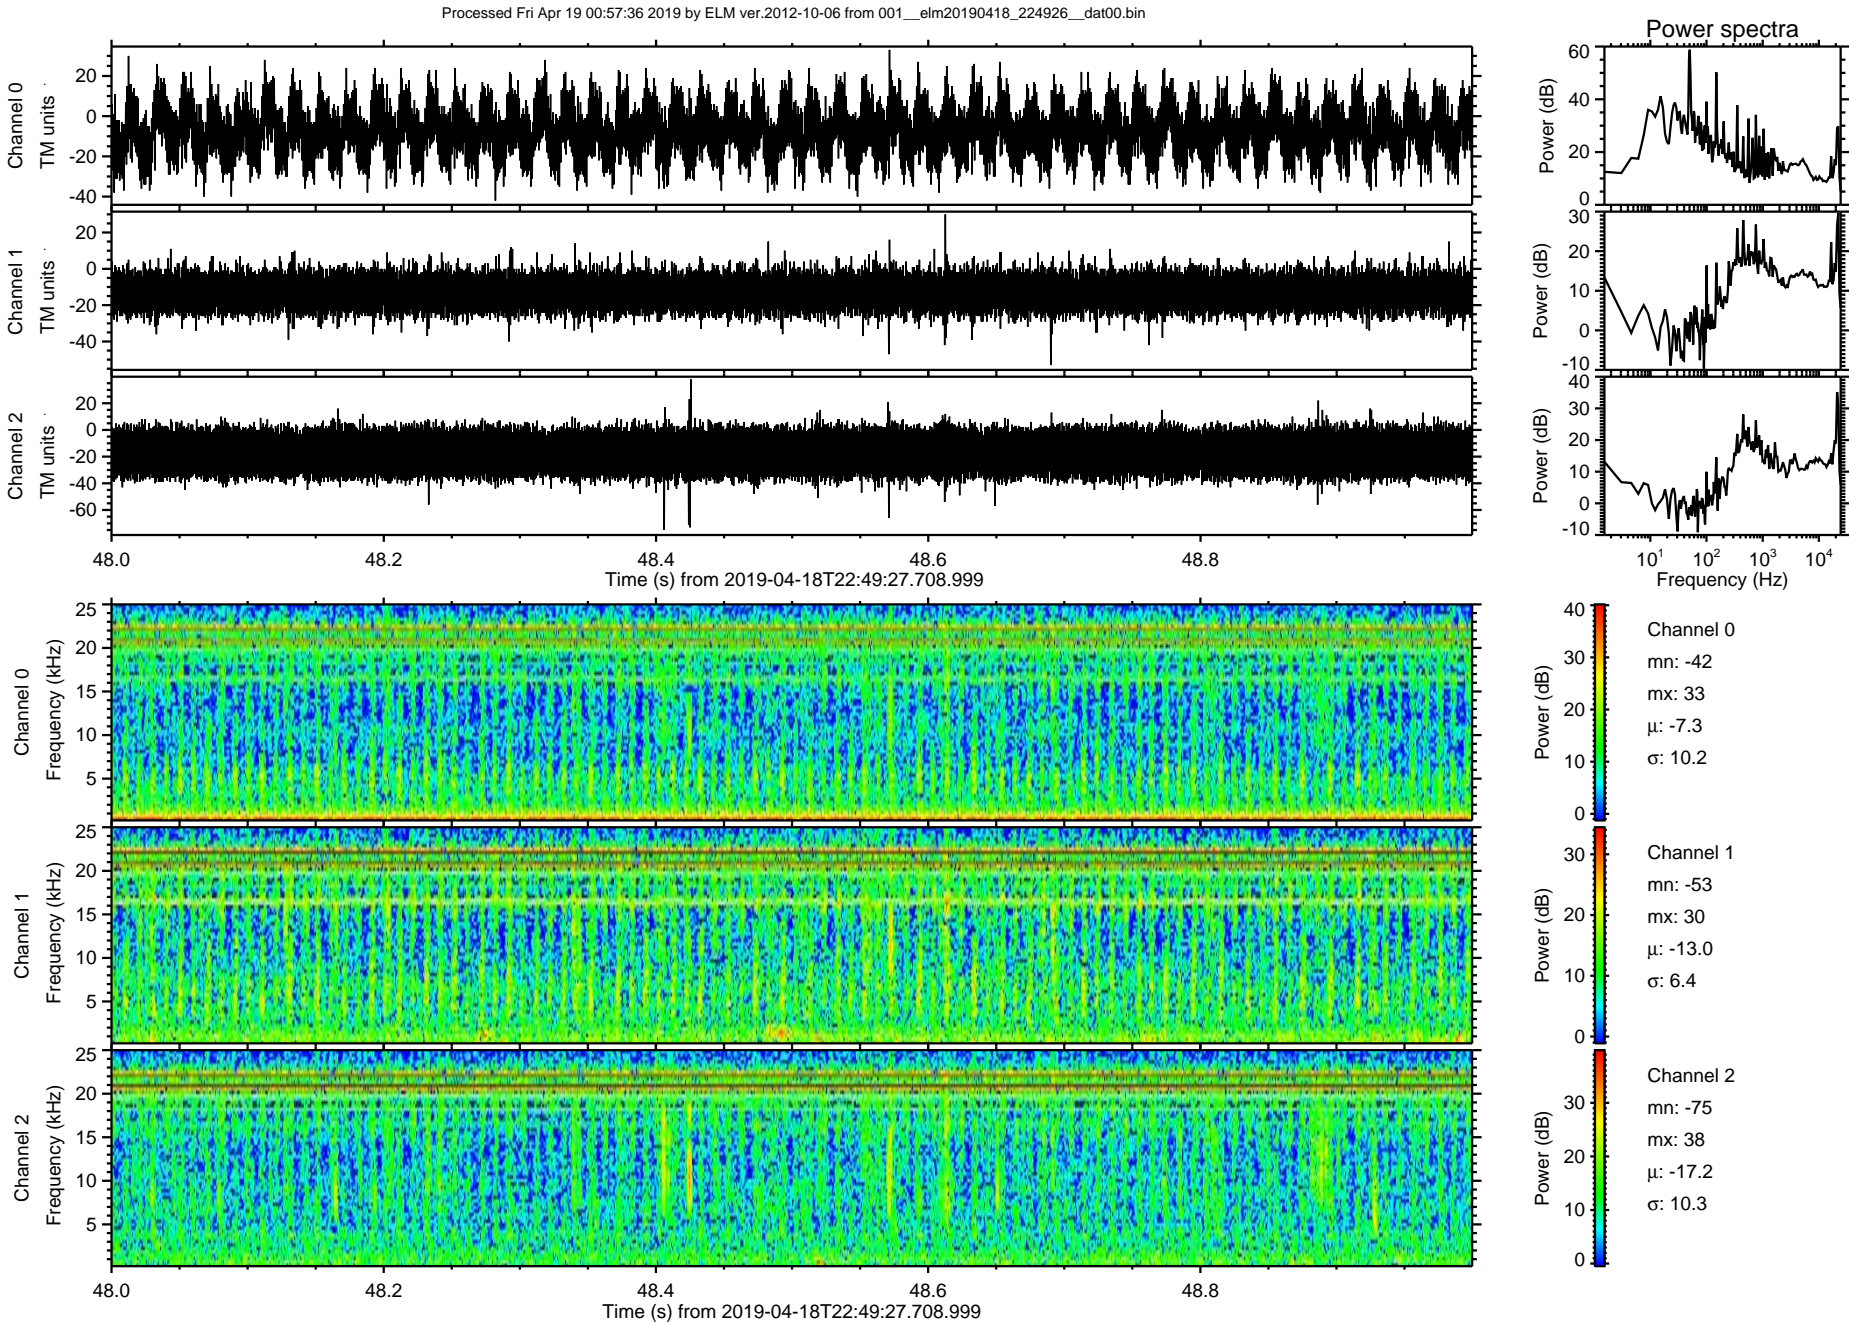 Processed Fri Apr 19 00:57:36 2019 by ELM ver.2012-10-06 from 001__elm20190418_224926__dat00.bin
Power spectra
Channel 0
TM units
20
0
-20
-40
Power (dB)
60
40
20
0
Channel 1
TM units
20
0
-20
-40
Power (dB)
30
20
10
0
-10
Channel 2
TM units
20
0
-20
-40
-60
Power (dB)
40
30
20
10
0
-10
48.0 48.2 48.4 48.6 48.8
Time (s) from 2019-04-18T22:49:27.708.999
10¹ 10² 10³ 10⁴
Frequency (Hz)
Channel 0
Frequency (kHz)
25
20
15
10
5
Power (dB)
40
30
20
10
0
Channel 0
mn: -42
mx: 33
μ: -7.3
σ: 10.2
Channel 1
Frequency (kHz)
25
20
15
10
5
Power (dB)
30
20
10
0
Channel 1
mn: -53
mx: 30
μ: -13.0
σ: 6.4
Channel 2
Frequency (kHz)
25
20
15
10
5
Power (dB)
30
20
10
0
Channel 2
mn: -75
mx: 38
μ: -17.2
σ: 10.3
48.0 48.2 48.4 48.6 48.8
Time (s) from 2019-04-18T22:49:27.708.999